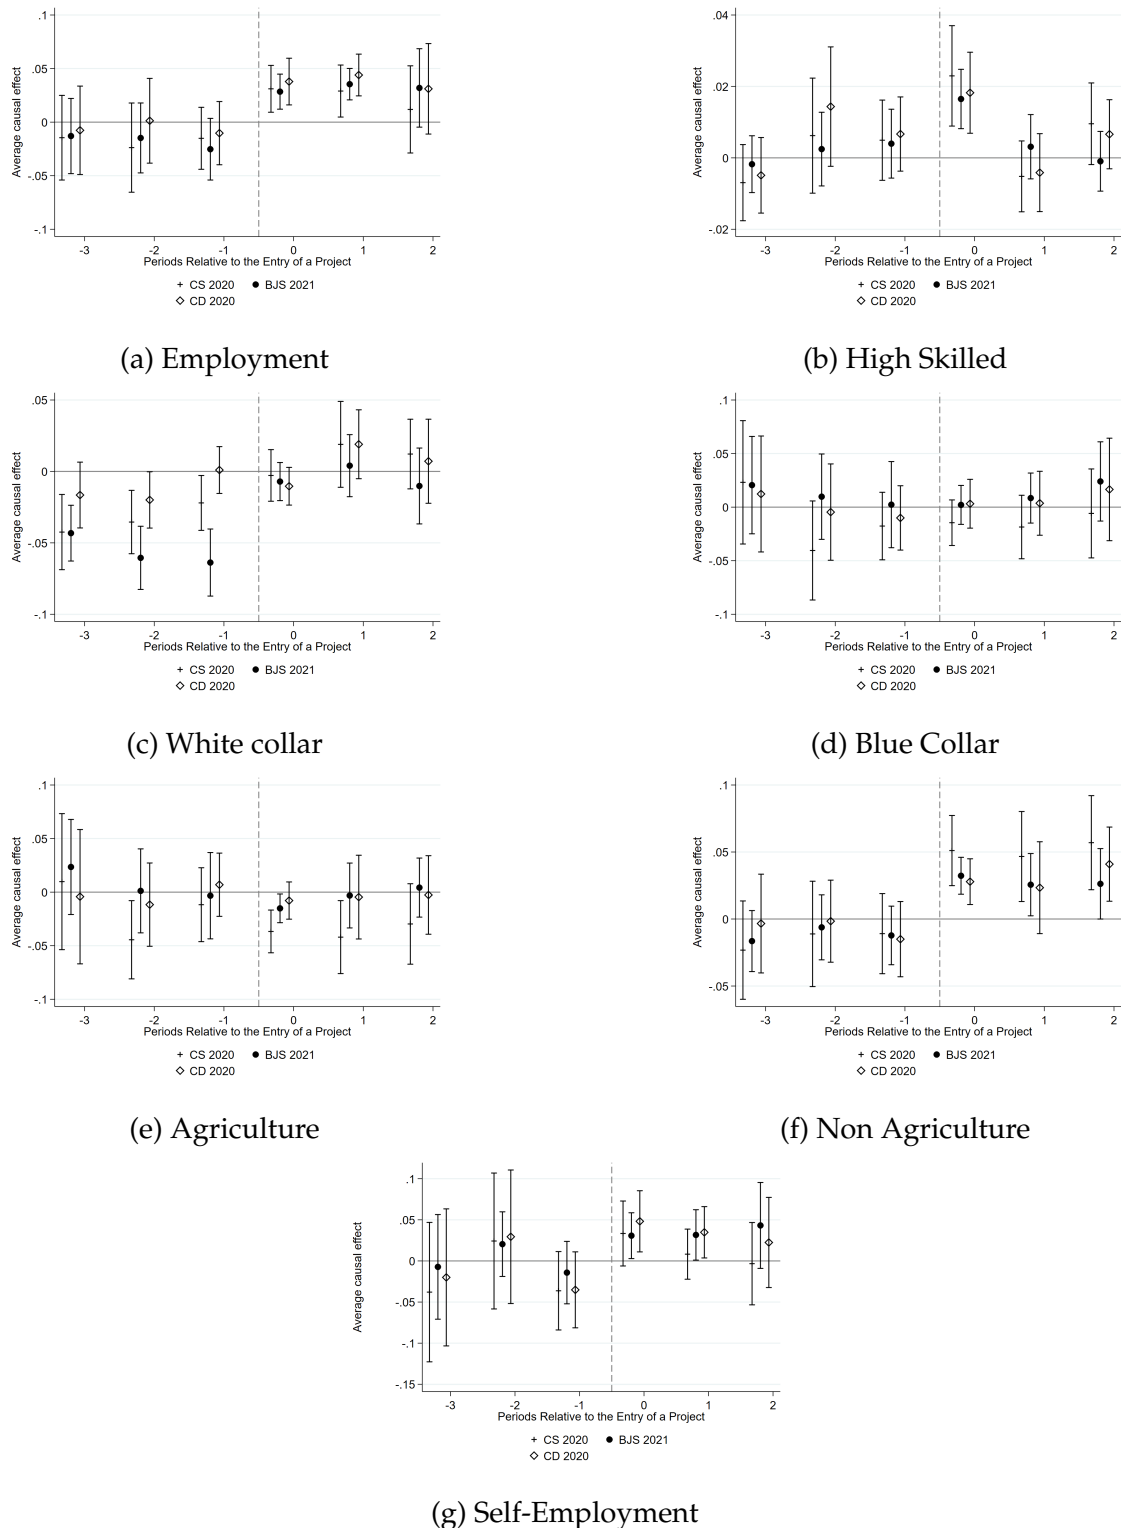 .1
.05
0
-.05
-.1
Average causal effect
-3 -2 -1 0 1 2
Periods Relative to the Entry of a Project
CS 2020 BJS 2021
CD 2020
(a) Employment
.04
.02
0
-.02
Average causal effect
-3 -2 -1 0 1 2
Periods Relative to the Entry of a Project
CS 2020 BJS 2021
CD 2020
(b) High Skilled
.05
0
-.05
-.1
Average causal effect
-3 -2 -1 0 1 2
Periods Relative to the Entry of a Project
CS 2020 BJS 2021
CD 2020
(c) White collar
.1
.05
0
-.05
-.1
Average causal effect
-3 -2 -1 0 1 2
Periods Relative to the Entry of a Project
CS 2020 BJS 2021
CD 2020
(d) Blue Collar
.1
.05
0
-.05
-.1
Average causal effect
-3 -2 -1 0 1 2
Periods Relative to the Entry of a Project
CS 2020 BJS 2021
CD 2020
(e) Agriculture
.1
.05
0
-.05
Average causal effect
-3 -2 -1 0 1 2
Periods Relative to the Entry of a Project
CS 2020 BJS 2021
CD 2020
(f) Non Agriculture
.1
.05
0
-.05
-.1
-.15
Average causal effect
-3 -2 -1 0 1 2
Periods Relative to the Entry of a Project
CS 2020 BJS 2021
CD 2020
(g) Self-Employment